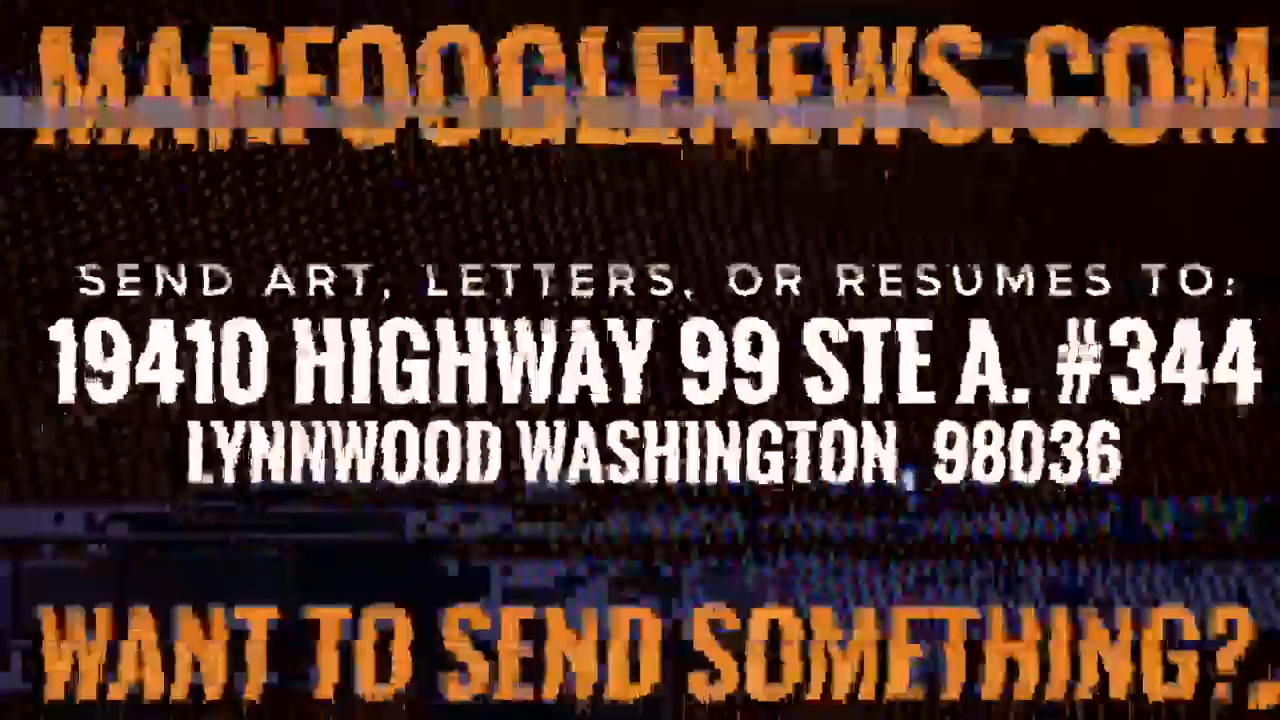 MARFOOGLENEWS.COM
SEND ART, LETTERS, OR RESUMES TO:
19410 HIGHWAY 99 STE A. #344
LYNNWOOD WASHINGTON, 98036
WANT TO SEND SOMETHING?